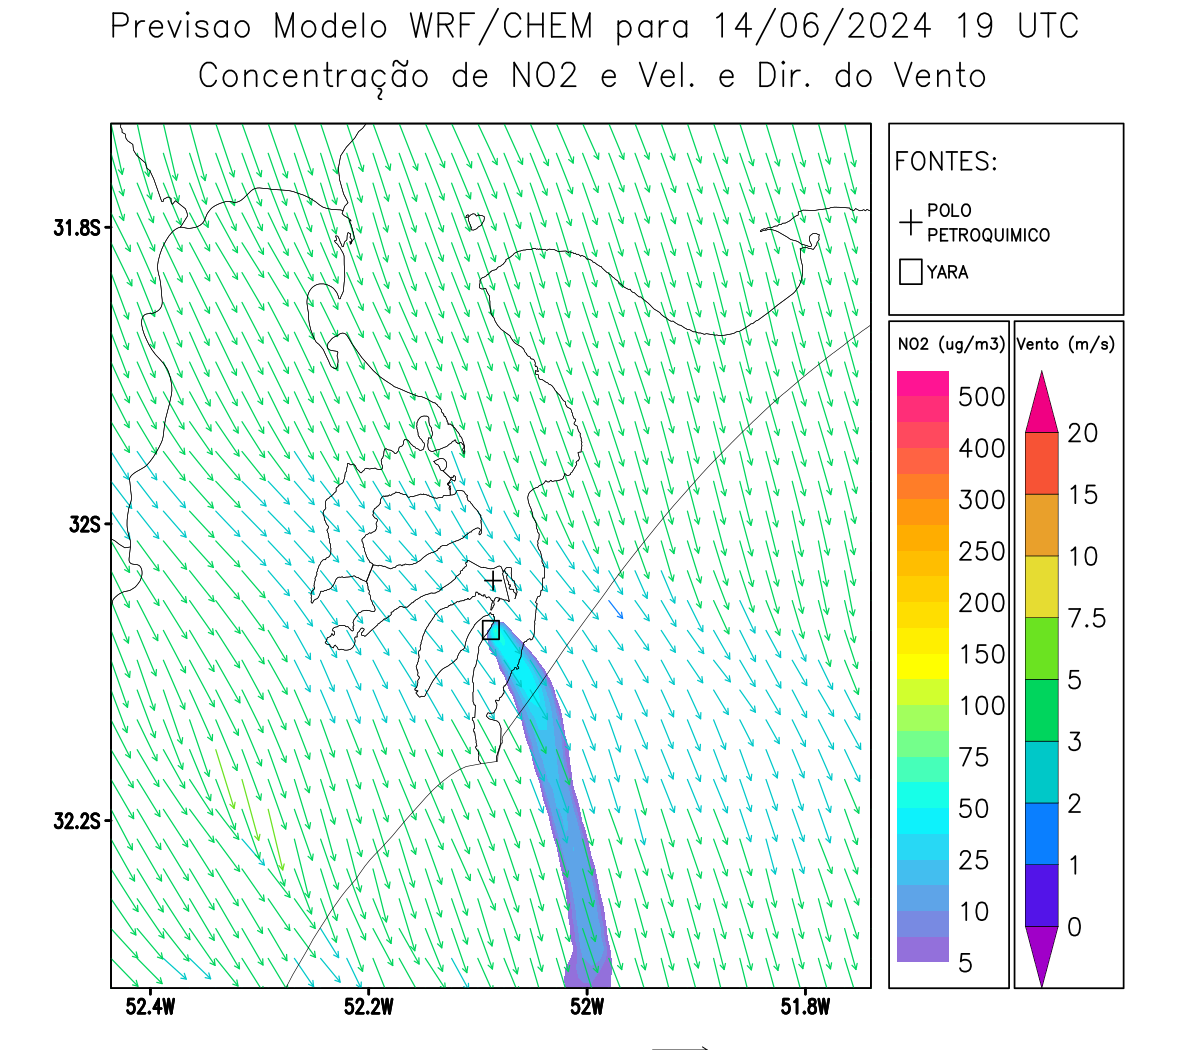 Previsao Modelo WRF/CHEM para 14/06/2024 19 UTC
Concentração de NO2 e Vel. e Dir. do Vento
FONTES:
POLO
PETROQUIMICO
YARA
NO2 (ug/m3)
500
400
300
250
200
150
100
75
50
25
10
5
Vento (m/s)
20
15
10
7.5
5
3
2
1
0
31.8S
32S
32.2S
52.4W
52.2W
52W
51.8W